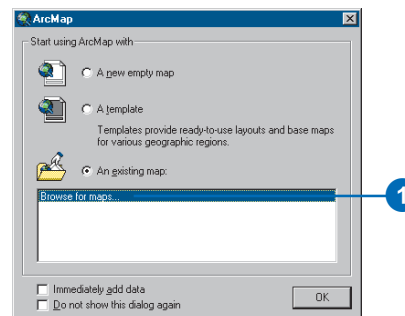 ArcMap
Start using ArcMap with
A new empty map
A template
Templates provide ready-to-use layouts and base maps
for various geographic regions.
An existing map:
Browse for maps...
1
Immediately add data
Do not show this dialog again
OK